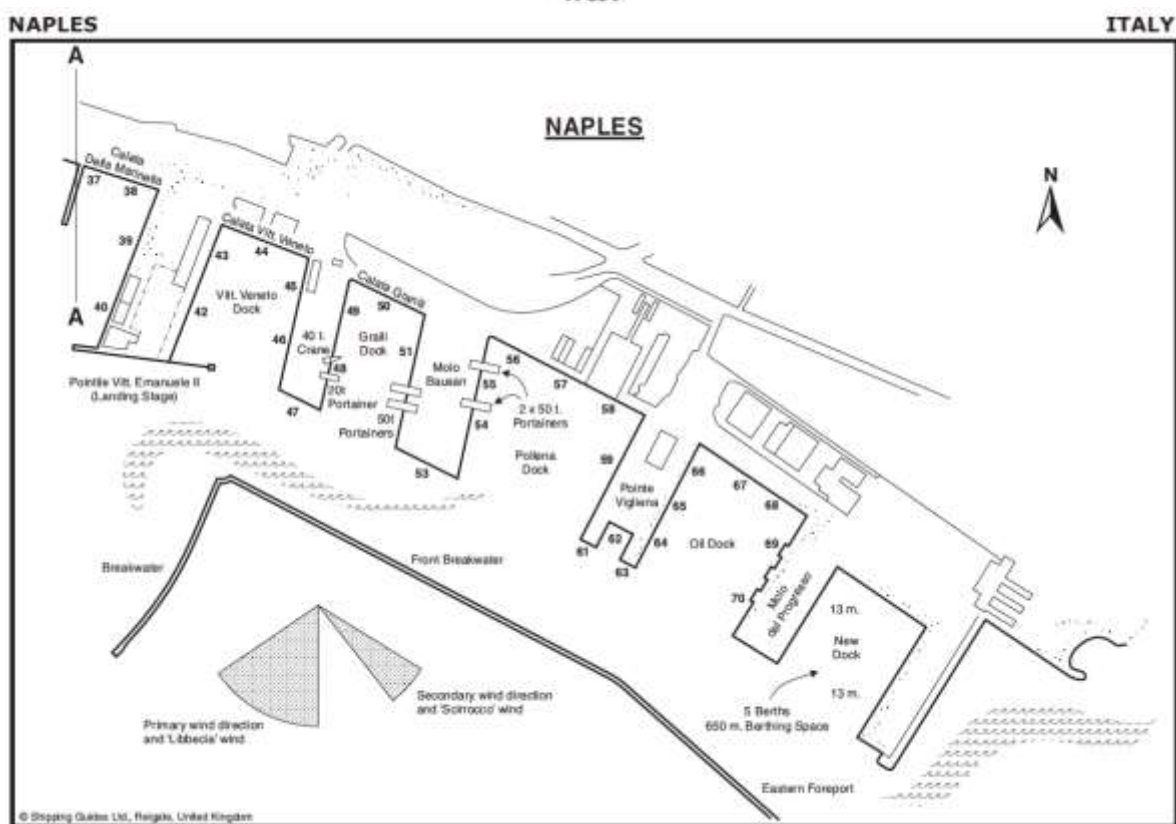 NAPLES
ITALY
A
NAPLES
N
Calata
Della Marinella
37
38
39
40
A
Calata Vitt. Veneto
43
44
45
42
Vitt. Veneto
Dock
46
47
Pointile Vitt. Emanuele II
(Landing Stage)
Calata Granili
49
50
40 t.
Crane
Graill
Dock
51
48
20t
Portainer
50t
Portainers
53
Molo
Bausan
56
55
57
54
2 x 50 t.
Portainers
58
Pollena
Dock
59
Pointe
Vigliena
61
62
63
64
65
66
67
68
Oil Dock
69
70
Molo
del Progresso
13 m.
New
Dock
13 m.
5 Berths
650 m. Berthing Space
Breakwater
Front Breakwater
Secondary wind direction
and 'Scirrocco' wind
Primary wind direction
and 'Libbecia' wind
Eastern Foreport
© Shipping Guides Ltd., Reigate, United Kingdom